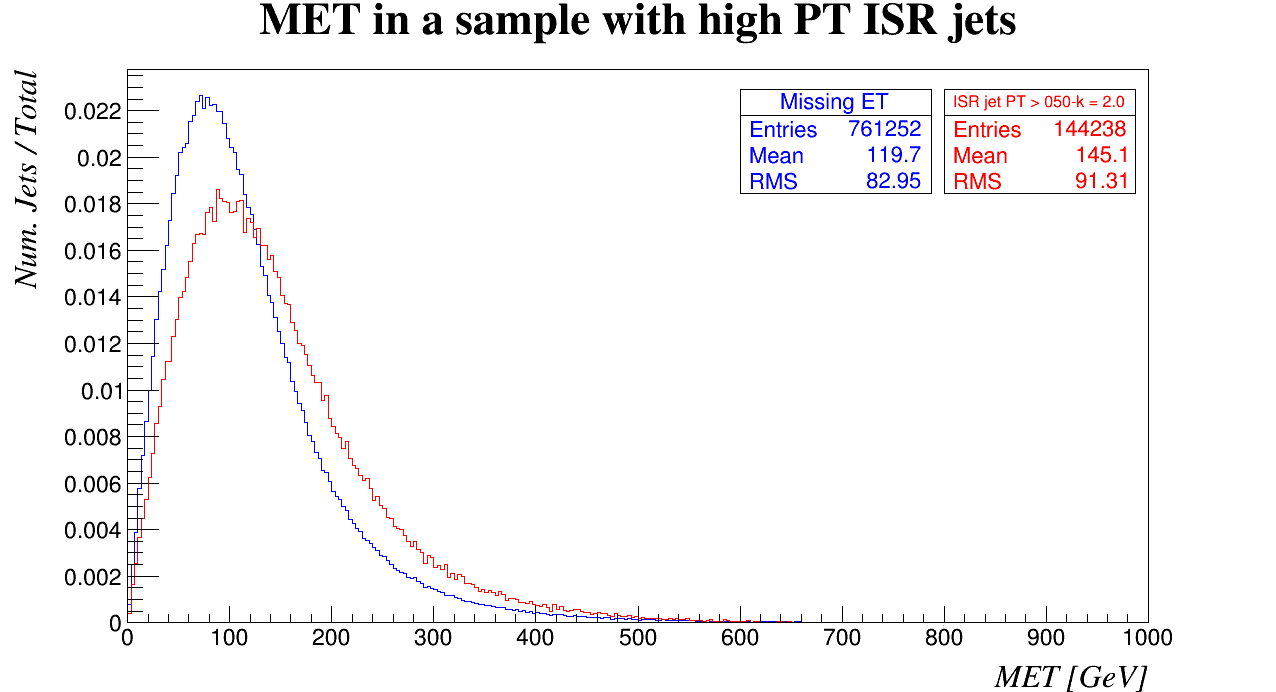 MET in a sample with high PT ISR jets
Num. Jets / Total
0.022
0.02
0.018
0.016
0.014
0.012
0.01
0.008
0.006
0.004
0.002
0
Missing ET
Entries 761252
Mean 119.7
RMS 82.95
ISR jet PT > 050-k = 2.0
Entries 144238
Mean 145.1
RMS 91.31
0 100 200 300 400 500 600 700 800 900 1000
MET [GeV]